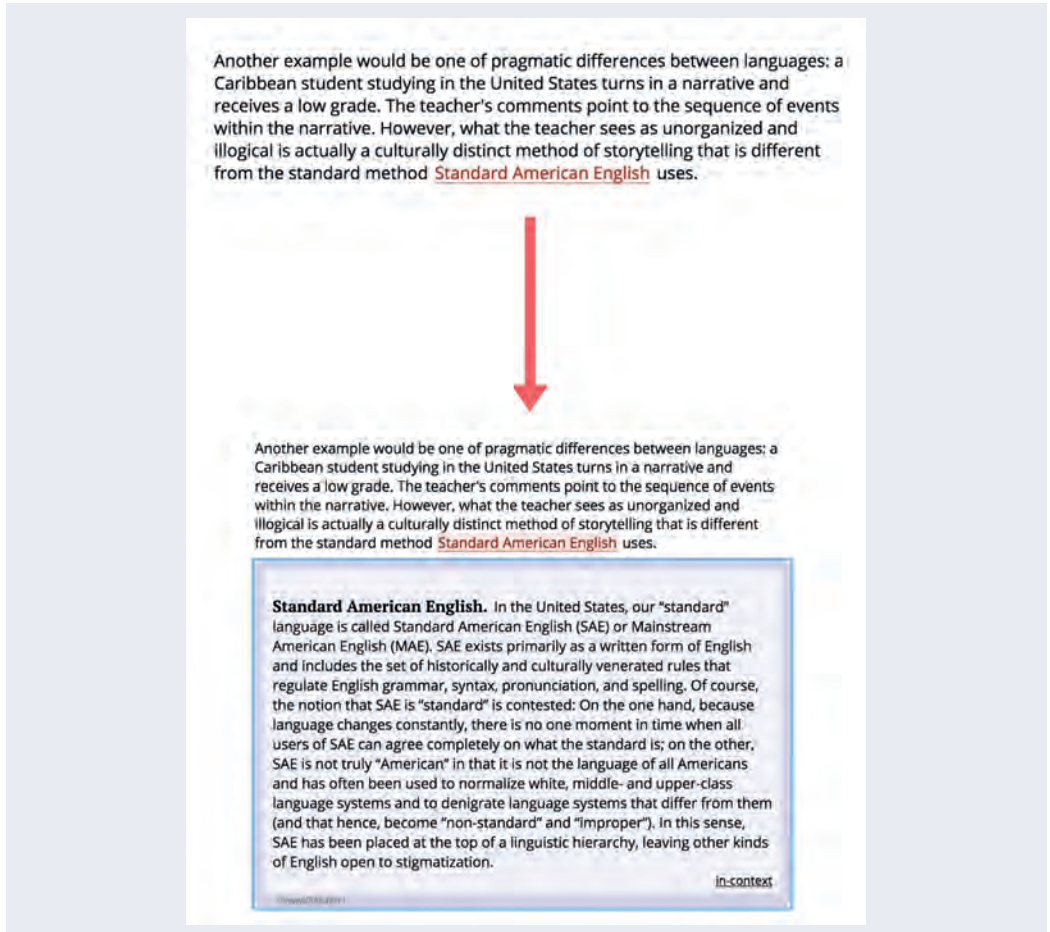 Another example would be one of pragmatic differences between languages: a
Caribbean student studying in the United States turns in a narrative and
receives a low grade. The teacher's comments point to the sequence of events
within the narrative. However, what the teacher sees as unorganized and
illogical is actually a culturally distinct method of storytelling that is different
from the standard method Standard American English uses.
Another example would be one of pragmatic differences between languages: a
Caribbean student studying in the United States turns in a narrative and
receives a low grade. The teacher's comments point to the sequence of events
within the narrative. However, what the teacher sees as unorganized and
illogical is actually a culturally distinct method of storytelling that is different
from the standard method Standard American English uses.
Standard American English. In the United States, our "standard"
language is called Standard American English (SAE) or Mainstream
American English (MAE). SAE exists primarily as a written form of English
and includes the set of historically and culturally venerated rules that
regulate English grammar, syntax, pronunciation, and spelling. Of course,
the notion that SAE is "standard" is contested: On the one hand, because
language changes constantly, there is no one moment in time when all
users of SAE can agree completely on what the standard is; on the other,
SAE is not truly "American" in that it is not the language of all Americans
and has often been used to normalize white, middle- and upper-class
language systems and to denigrate language systems that differ from them
(and that hence, become "non-standard" and "improper"). In this sense,
SAE has been placed at the top of a linguistic hierarchy, leaving other kinds
of English open to stigmatization.
in-context